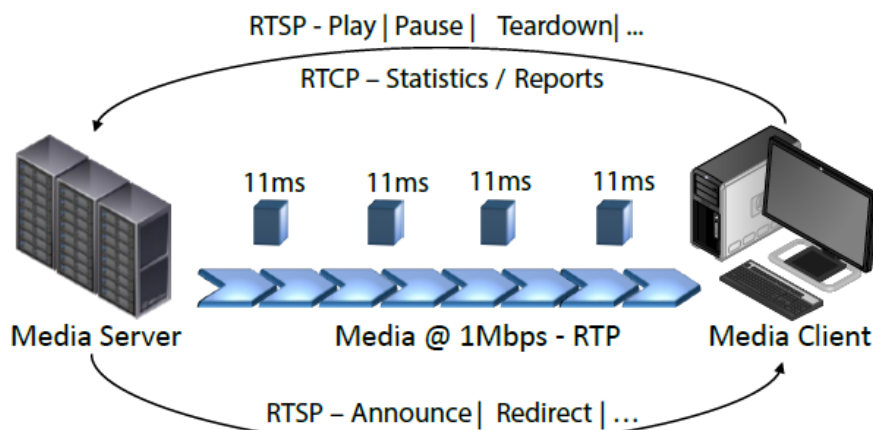 RTSP - Play | Pause | Teardown| ...
RTCP – Statistics / Reports
11ms 11ms 11ms 11ms
Media Server Media @ 1Mbps - RTP Media Client
RTSP – Announce | Redirect | ...